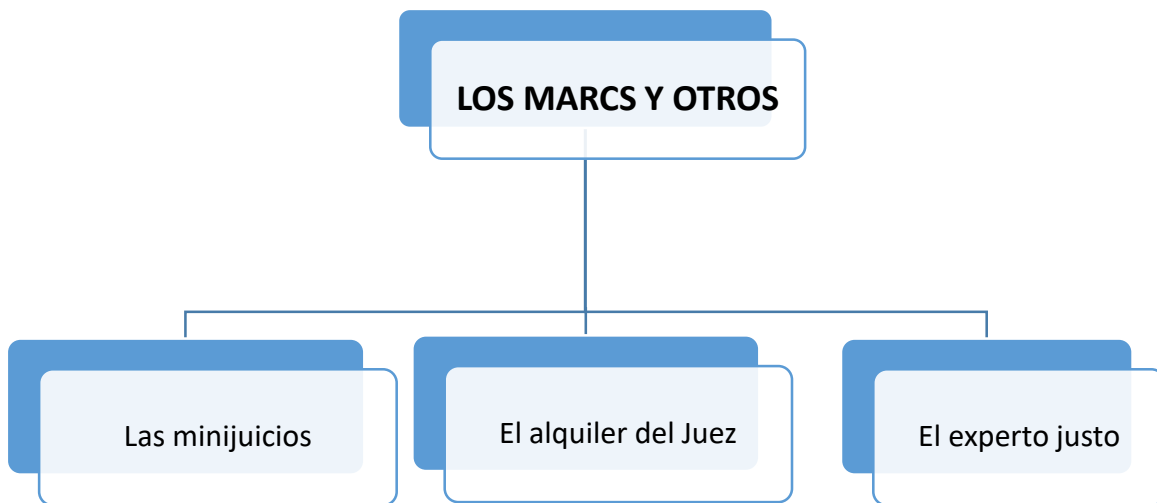 LOS MARCS Y OTROS
Las minijuicios
El alquiler del Juez
El experto justo